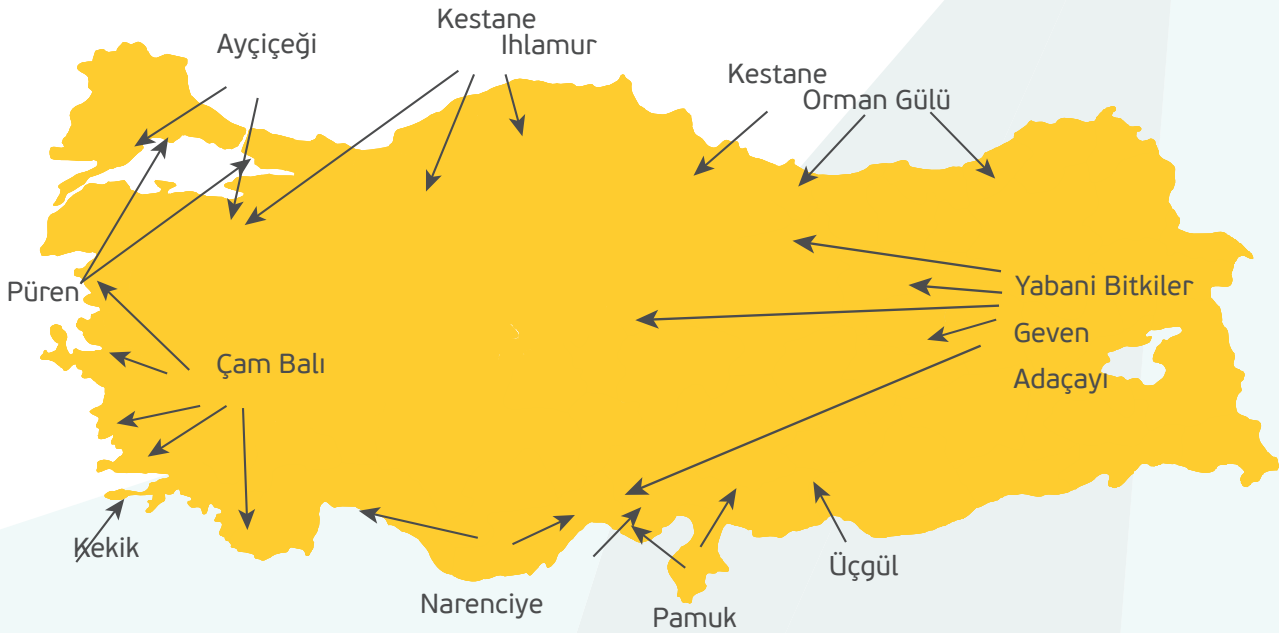 Kestane
Ihlamur
Ayçiçeği
Kestane
Orman Gülü
Püren
Yabani Bitkiler
Geven
Adaçayı
Çam Balı
Kekik
Narenciye
Pamuk
Üçgül